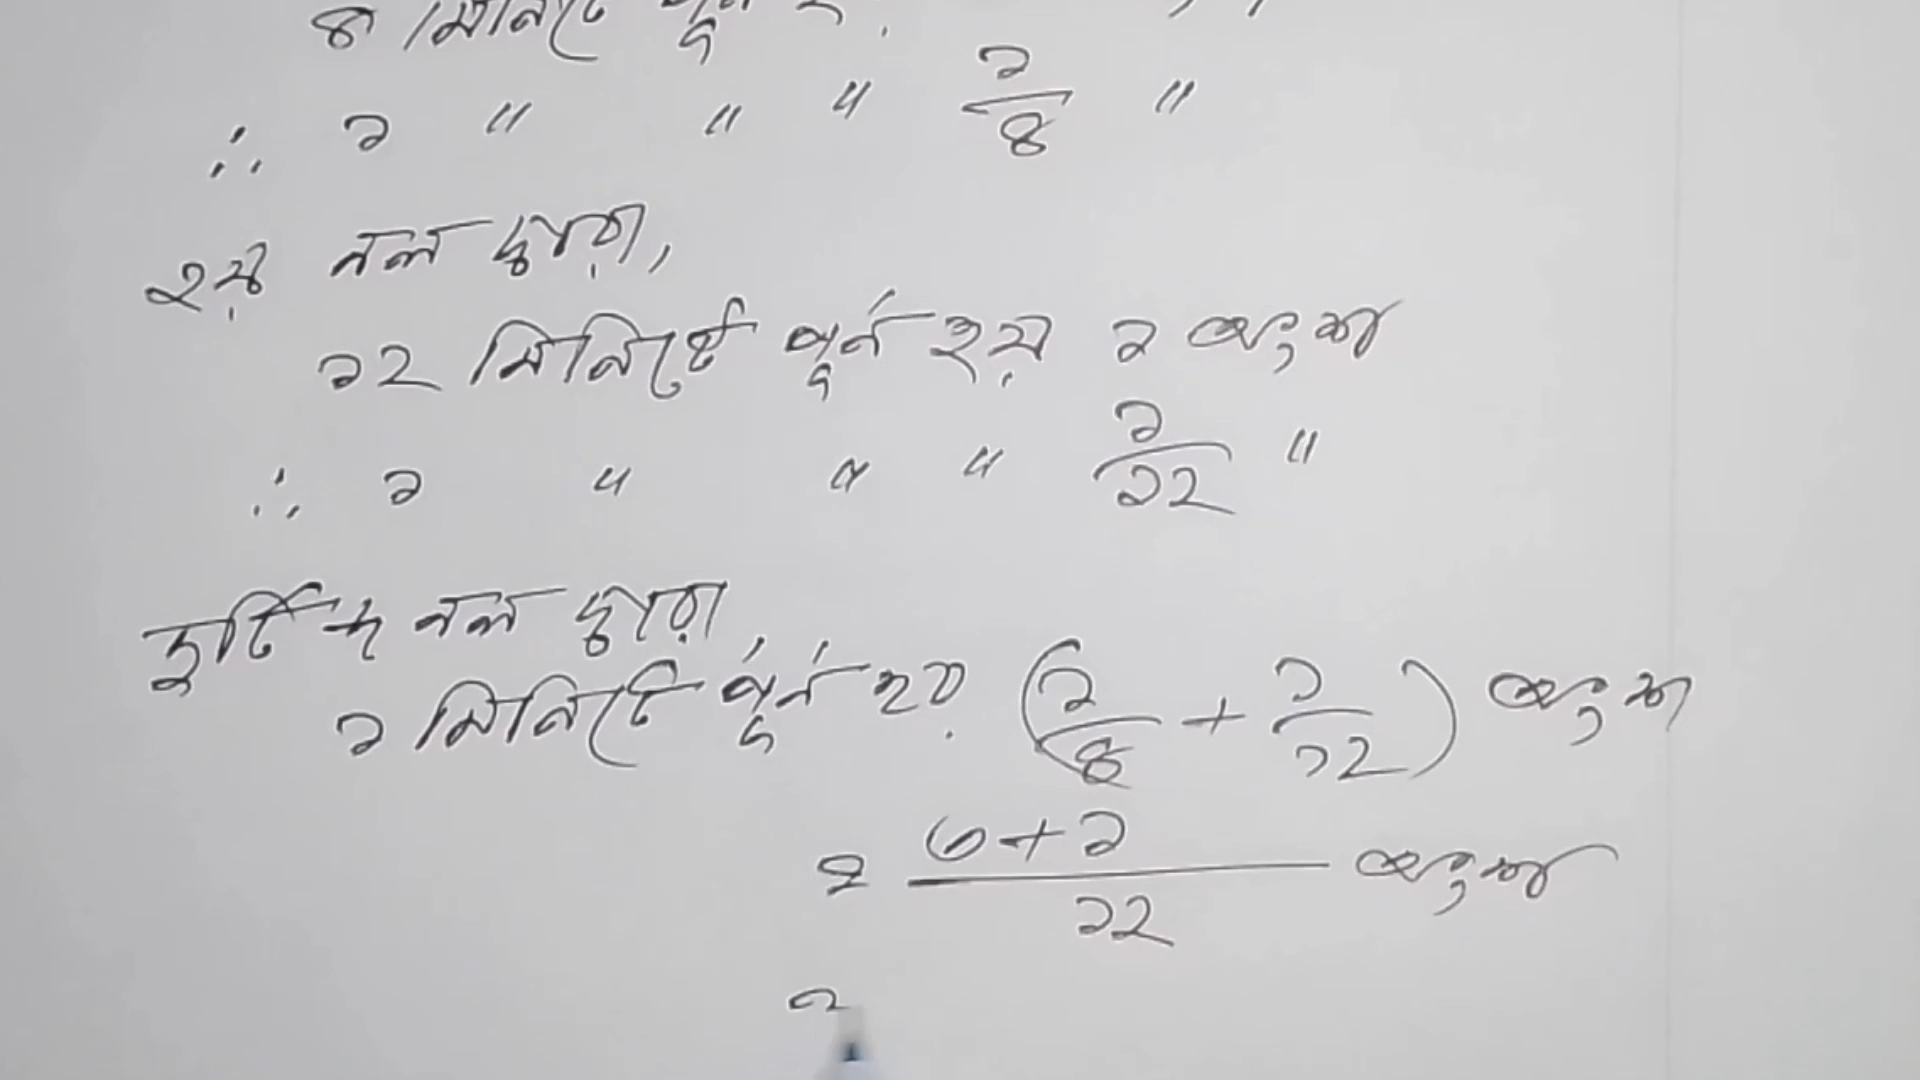 ৪ মিনিটে পূর্ন
∴ ১ " " " ১/৪ "
২য় নল দ্বারা,
১২ মিনিটে পূর্ন হয় ১ অংশ
∴ ১ " " " ১/১২ "
দুটি নল দ্বারা,
১ মিনিটে পূর্ন হয় (১/৪ + ১/১২) অংশ
= ৩+১/১২ অংশ